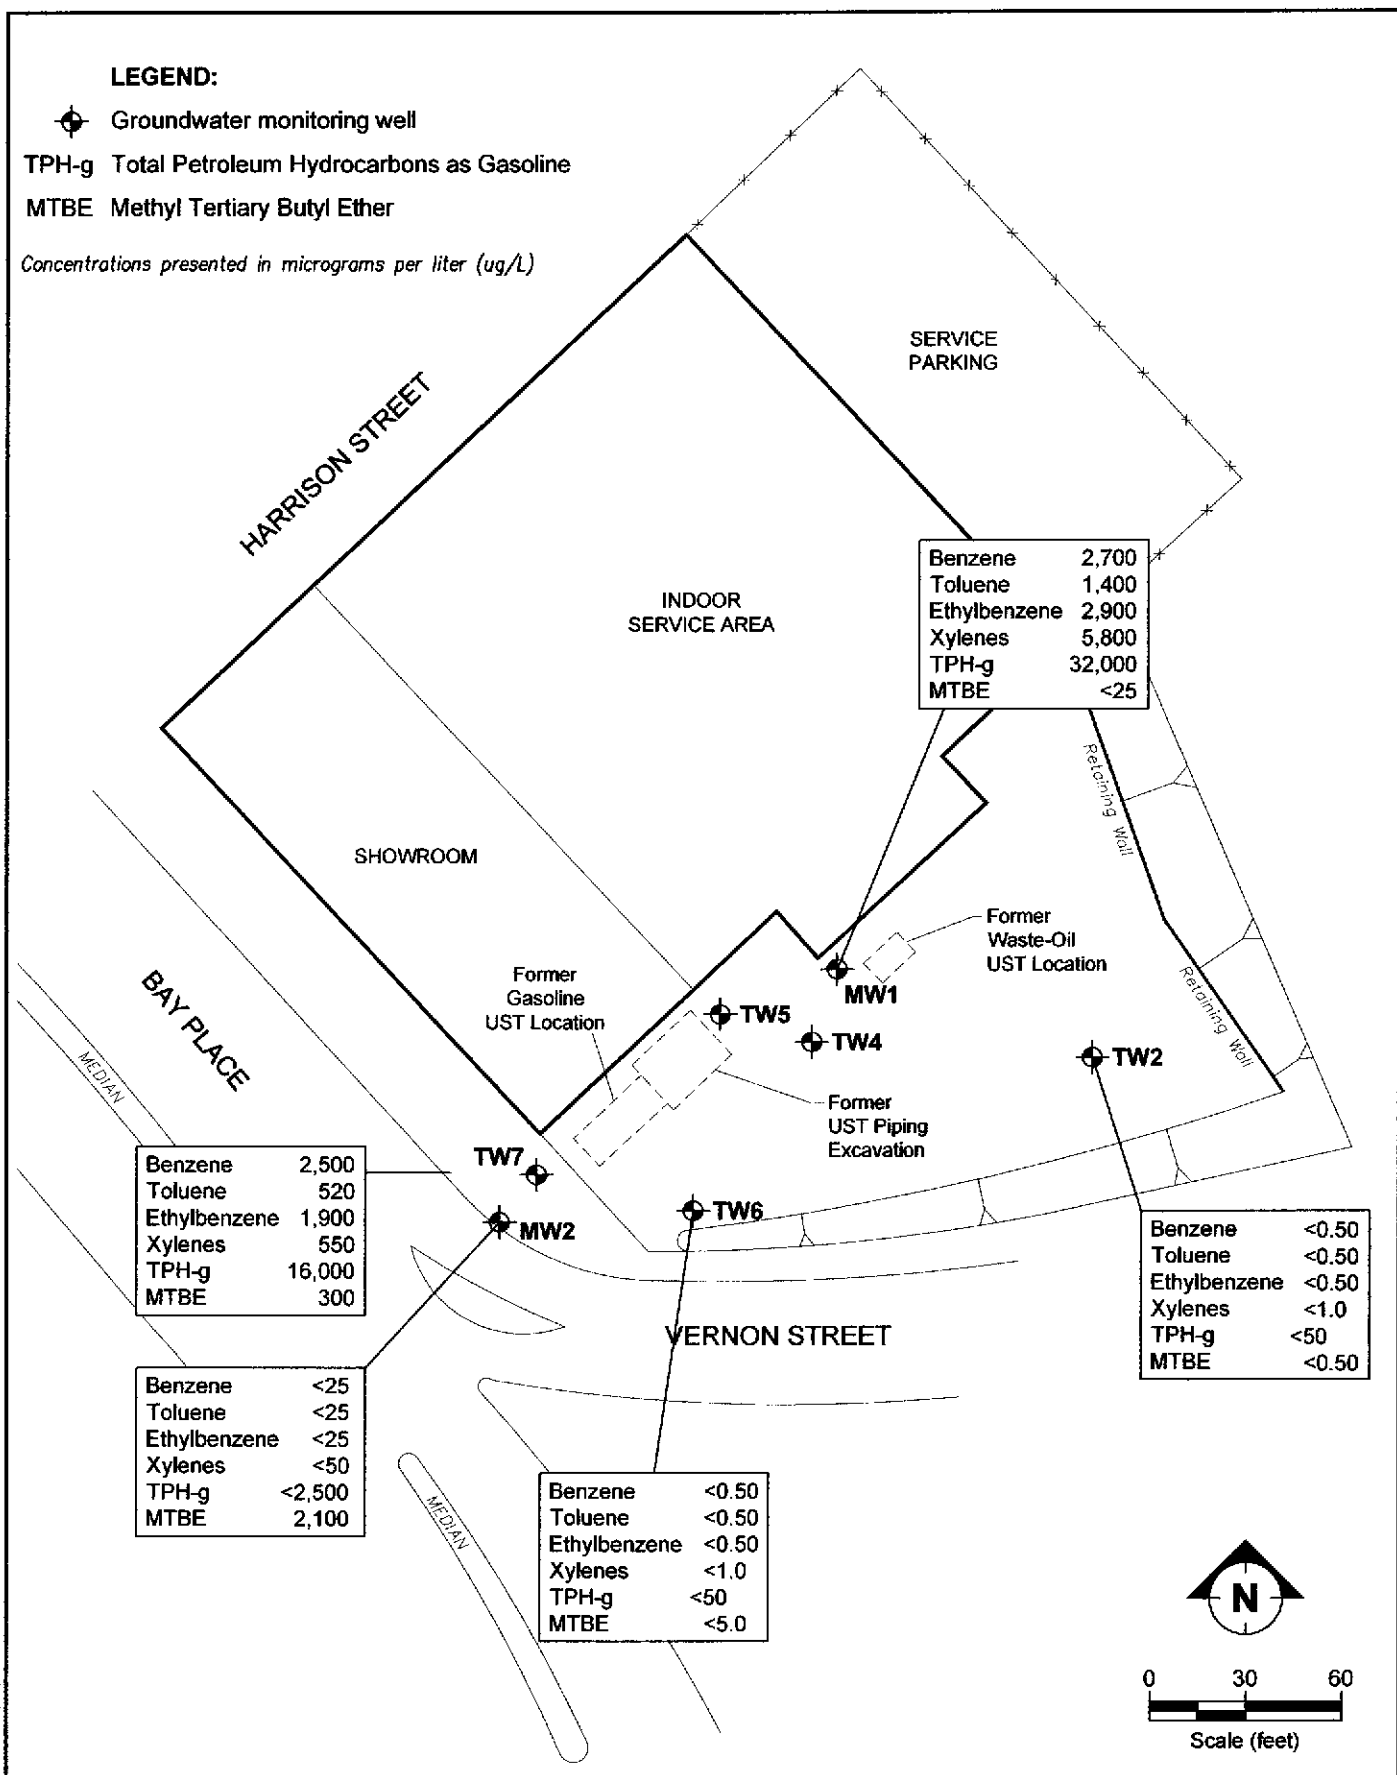 LEGEND:
Groundwater monitoring well
TPH-g Total Petroleum Hydrocarbons as Gasoline
MTBE Methyl Tertiary Butyl Ether
Concentrations presented in micrograms per liter (ug/L)
SERVICE
PARKING
HARRISON STREET
INDOOR
SERVICE AREA
Benzene 2,700
Toluene 1,400
Ethylbenzene 2,900
Xylenes 5,800
TPH-g 32,000
MTBE <25
Retaining Wall
SHOWROOM
Former
Waste-Oil
UST Location
Former
Gasoline
UST Location
MW1
TW5
TW4
TW2
Retaining Wall
BAY PLACE
MEDIAN
Former
UST Piping
Excavation
TW7
MW2
TW6
Benzene 2,500
Toluene 520
Ethylbenzene 1,900
Xylenes 550
TPH-g 16,000
MTBE 300
Benzene <0.50
Toluene <0.50
Ethylbenzene <0.50
Xylenes <1.0
TPH-g <50
MTBE <0.50
VERNON STREET
Benzene <25
Toluene <25
Ethylbenzene <25
Xylenes <50
TPH-g <2,500
MTBE 2,100
MEDIAN
Benzene <0.50
Toluene <0.50
Ethylbenzene <0.50
Xylenes <1.0
TPH-g <50
MTBE <5.0
N
0 30 60
Scale (feet)